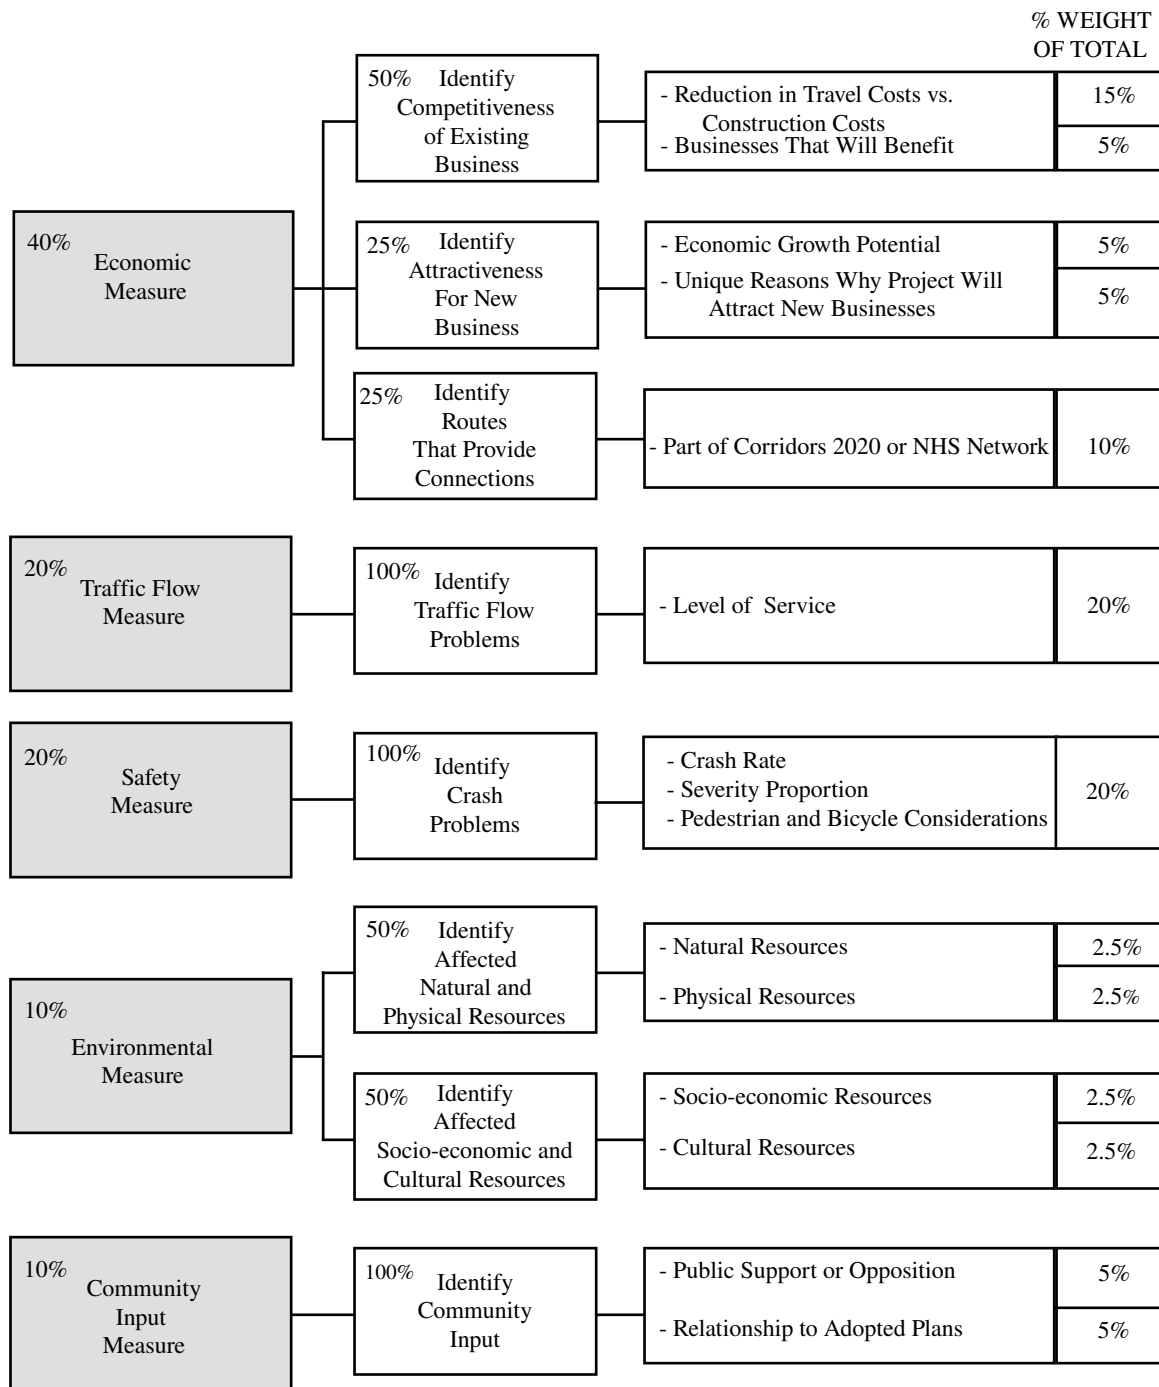 % WEIGHT
OF TOTAL
40%
Economic
Measure
50% Identify
Competitiveness
of Existing
Business
- Reduction in Travel Costs vs.
Construction Costs
15%
- Businesses That Will Benefit
5%
25% Identify
Attractiveness
For New
Business
- Economic Growth Potential
5%
- Unique Reasons Why Project Will
Attract New Businesses
5%
25% Identify
Routes
That Provide
Connections
- Part of Corridors 2020 or NHS Network
10%
20%
Traffic Flow
Measure
100% Identify
Traffic Flow
Problems
- Level of Service
20%
20%
Safety
Measure
100% Identify
Crash
Problems
- Crash Rate
- Severity Proportion
- Pedestrian and Bicycle Considerations
20%
10%
Environmental
Measure
50% Identify
Affected
Natural and
Physical Resources
- Natural Resources
2.5%
- Physical Resources
2.5%
50% Identify
Affected
Socio-economic and
Cultural Resources
- Socio-economic Resources
2.5%
- Cultural Resources
2.5%
10%
Community
Input
Measure
100% Identify
Community
Input
- Public Support or Opposition
5%
- Relationship to Adopted Plans
5%